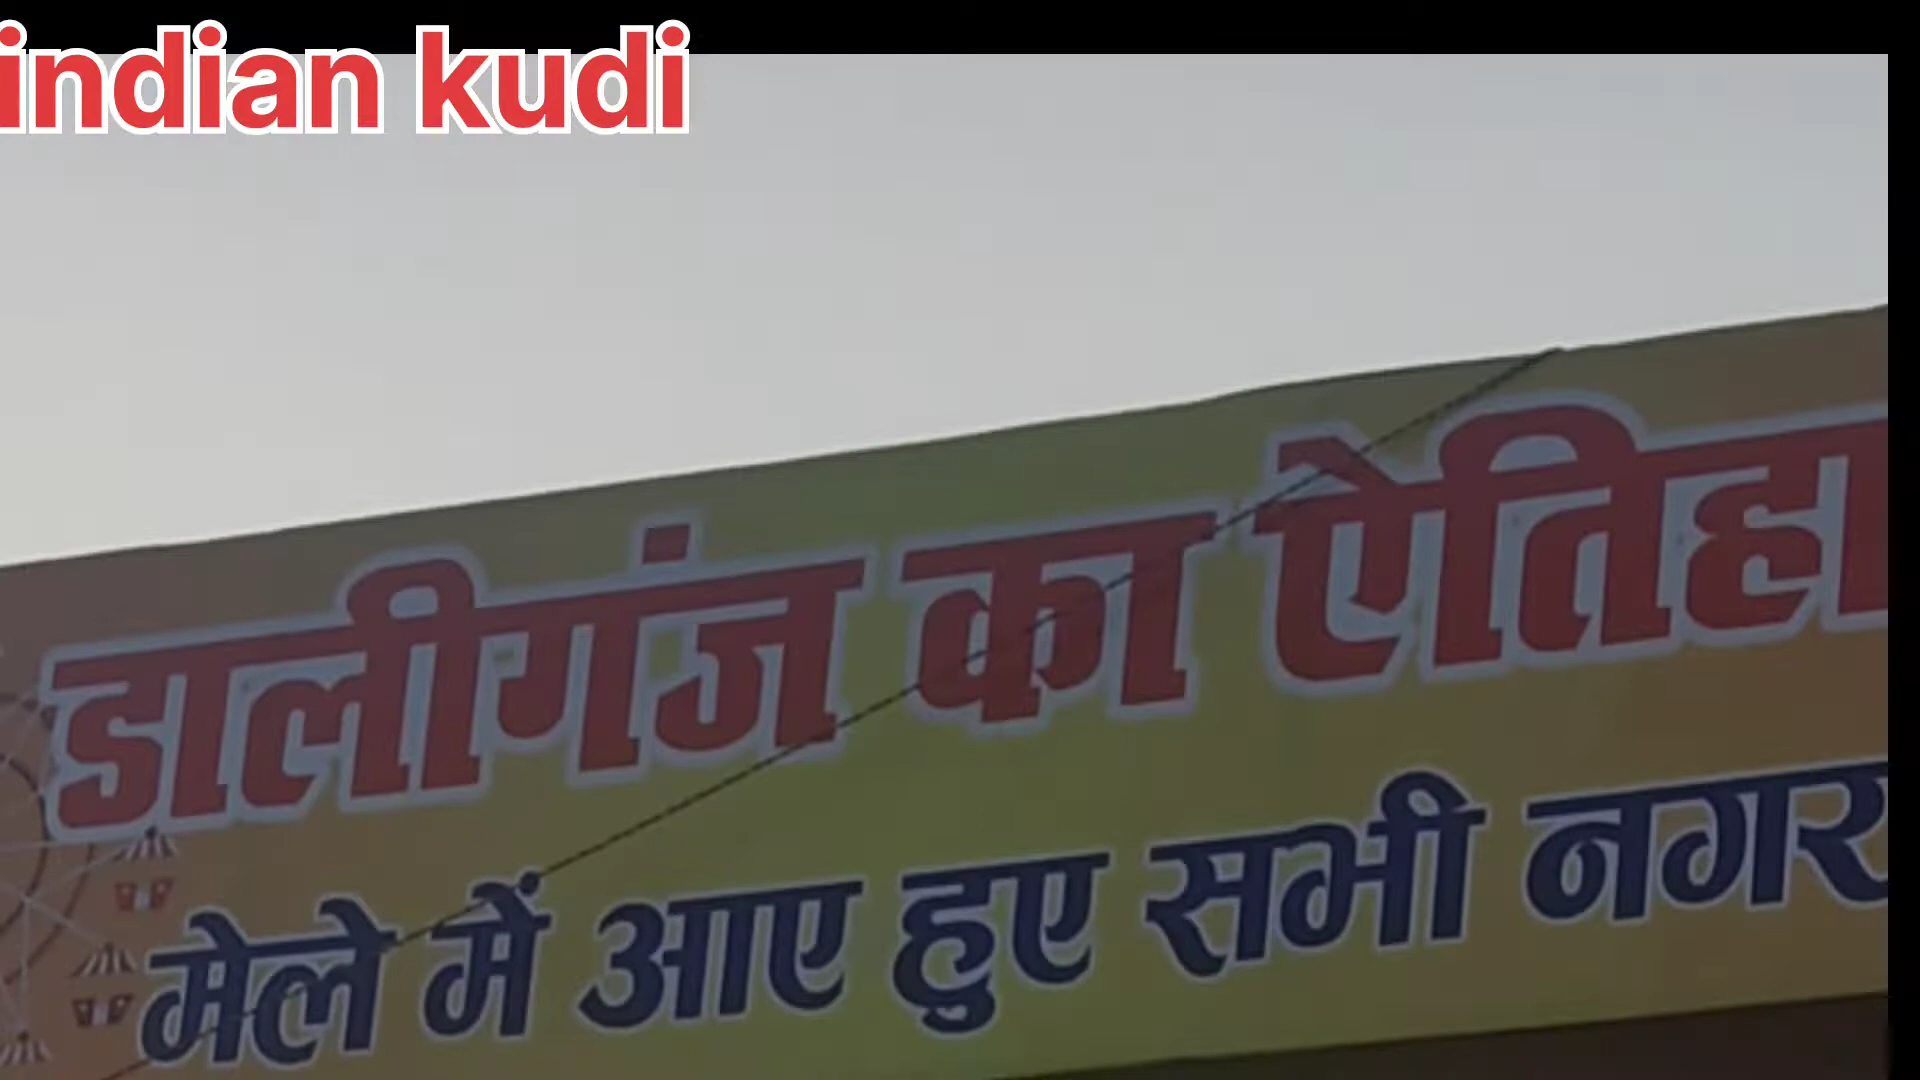 indian kudi
डालीगंज का ऐतिहा
मेले में आए हुए सभी नगर